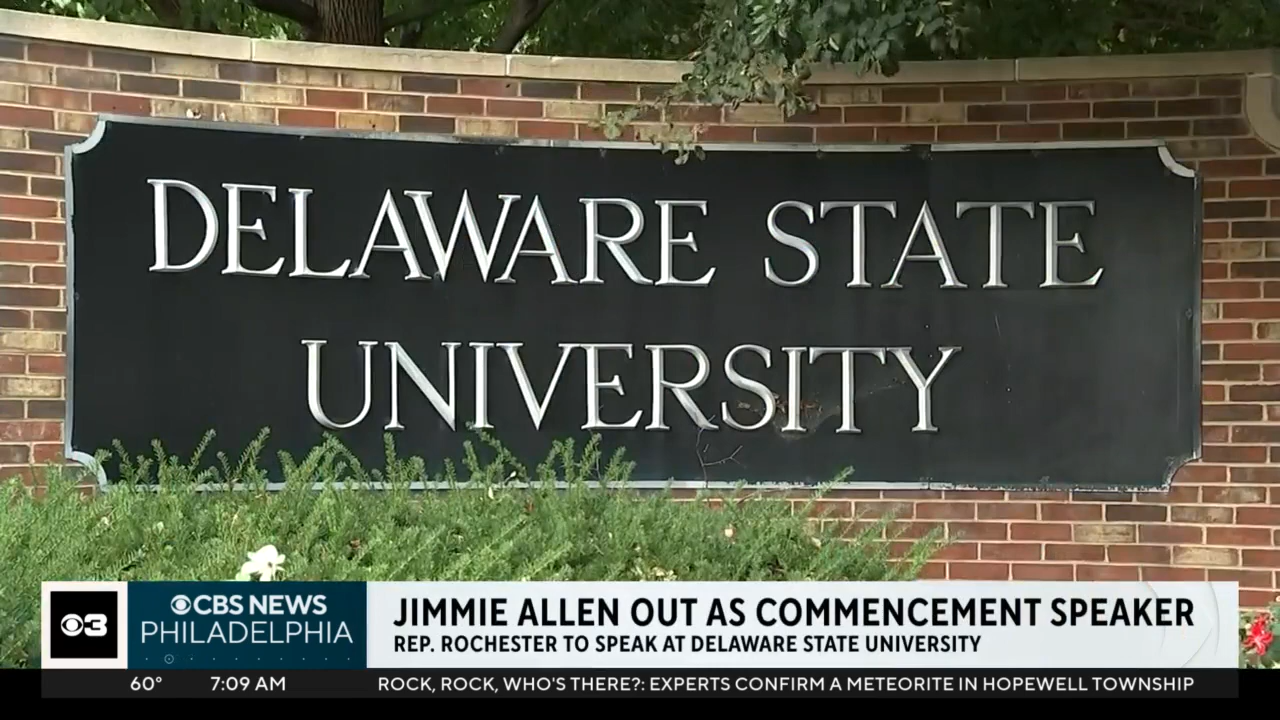 DELAWARE STATE
UNIVERSITY
3
CBS NEWS
PHILADELPHIA
JIMMIE ALLEN OUT AS COMMENCEMENT SPEAKER
REP. ROCHESTER TO SPEAK AT DELAWARE STATE UNIVERSITY
60° 7:09 AM ROCK, ROCK, WHO'S THERE?: EXPERTS CONFIRM A METEORITE IN HOPEWELL TOWNSHIP